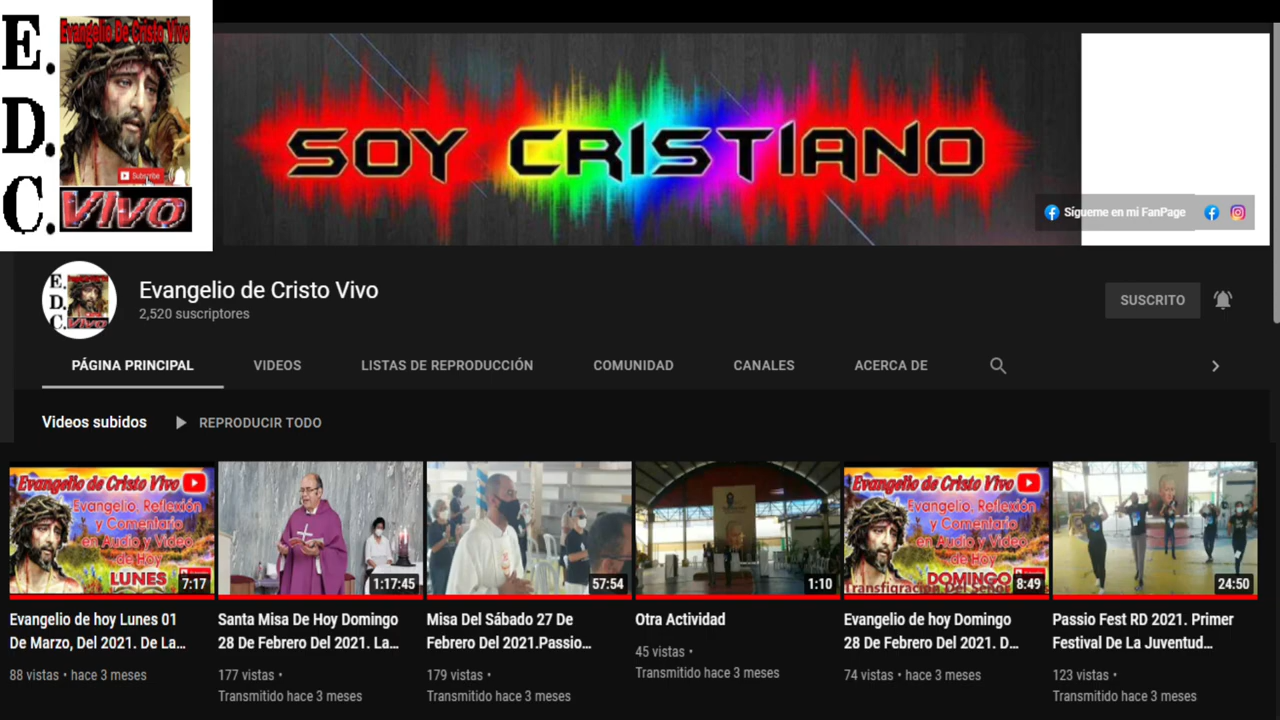 E.
D.
C.
Evangelio De Cristo Vivo
Subscribe
Vivo
SOY CRISTIANO
Sígueme en mi FanPage
E.
D.
C.
Vivo
Evangelio de Cristo Vivo
2,520 suscriptores
SUSCRITO
PÁGINA PRINCIPAL
VIDEOS
LISTAS DE REPRODUCCIÓN
COMUNIDAD
CANALES
ACERCA DE
Videos subidos
REPRODUCIR TODO
Evangelio de Cristo Vivo
Evangelio, Reflexión
y Comentario
en Audio y Video
de Hoy
LUNES
7:17
Evangelio de hoy Lunes 01
De Marzo, Del 2021. De La...
88 vistas • hace 3 meses
1:17:45
Santa Misa De Hoy Domingo
28 De Febrero Del 2021. La...
177 vistas •
Transmitido hace 3 meses
57:54
Misa Del Sábado 27 De
Febrero Del 2021.Passio...
179 vistas •
Transmitido hace 3 meses
1:10
Otra Actividad
45 vistas •
Transmitido hace 3 meses
Evangelio de Cristo Vivo
Evangelio, Reflexión
y Comentario
en Audio y Video
de Hoy
DOMINGO
Transfigración Del Señor
8:49
Evangelio de hoy Domingo
28 De Febrero Del 2021. D...
74 vistas • hace 3 meses
24:50
Passio Fest RD 2021. Primer
Festival De La Juventud...
123 vistas •
Transmitido hace 3 meses